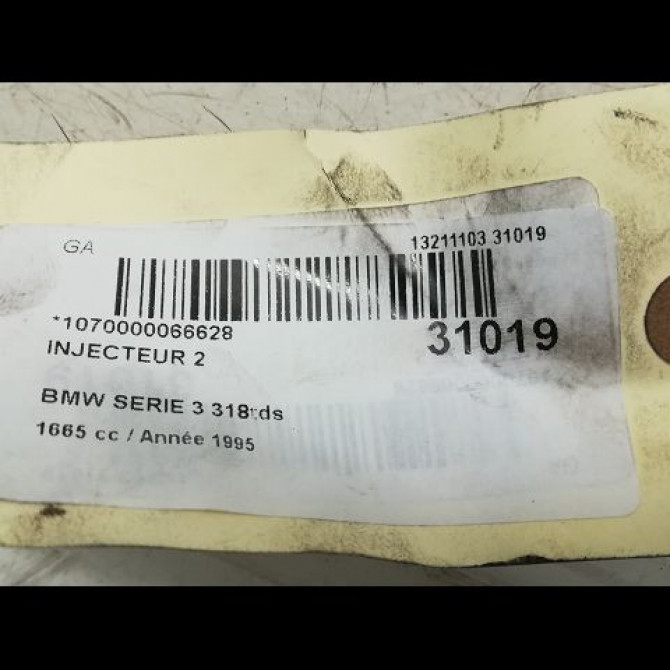 GA
13211103 31019
*1070000066628
31019
INJECTEUR 2
BMW SERIE 3 318tds
1665 cc / Année 1995